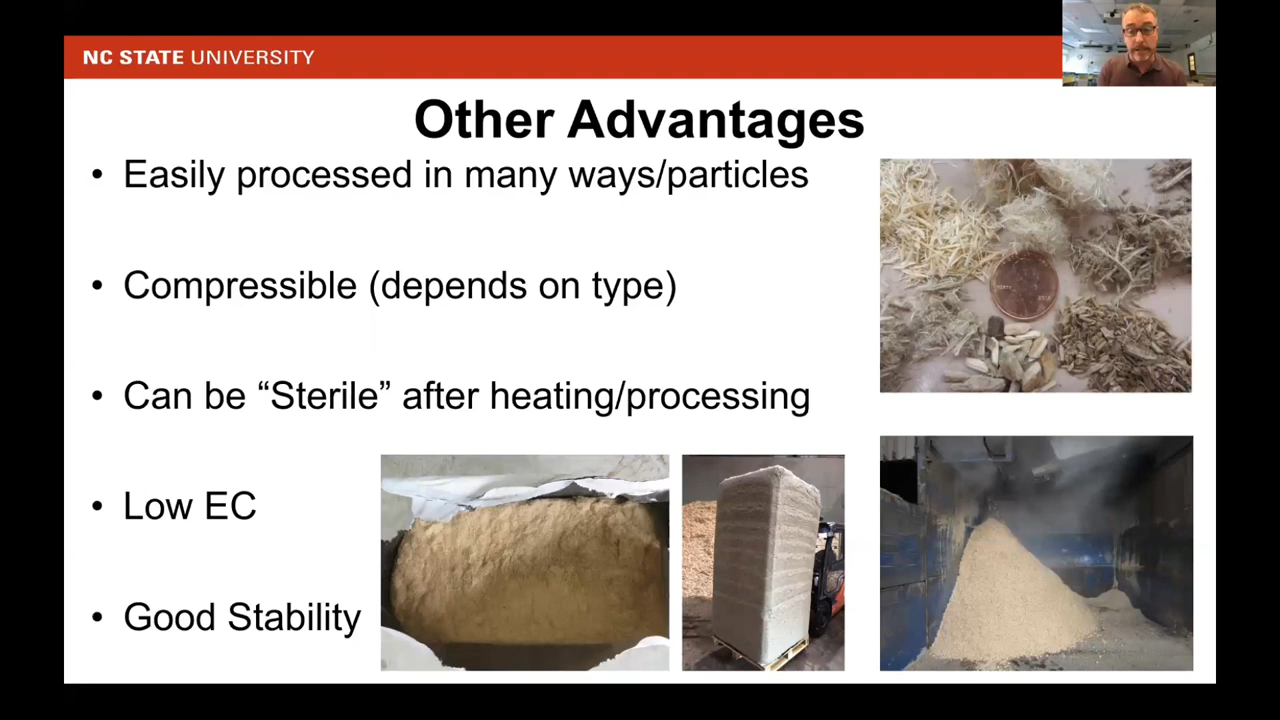 NC STATE UNIVERSITY
Other Advantages
• Easily processed in many ways/particles
• Compressible (depends on type)
• Can be “Sterile” after heating/processing
• Low EC
• Good Stability